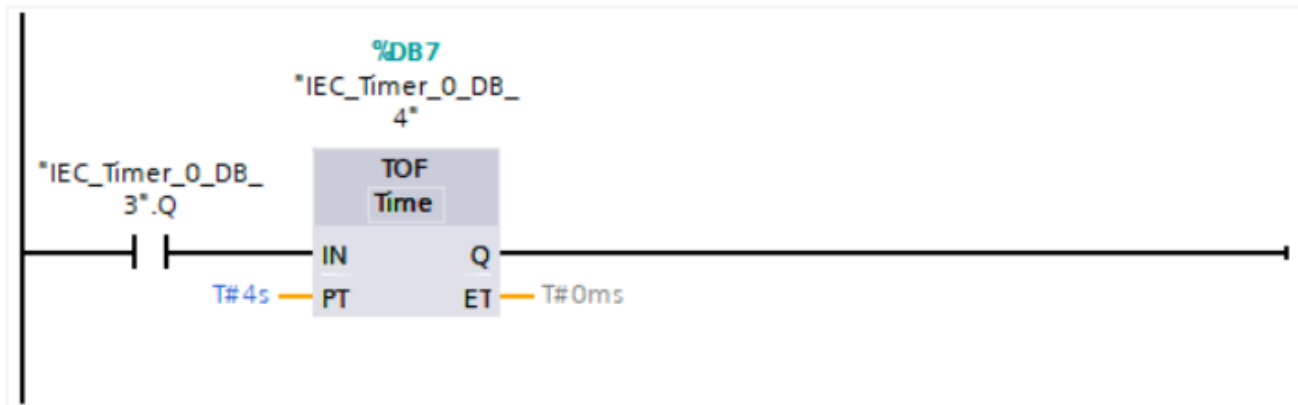 %DB7
"IEC_Timer_0_DB_
4"
"IEC_Timer_0_DB_
3".Q
TOF
Time
IN
Q
T#4s
PT
ET
T#0ms